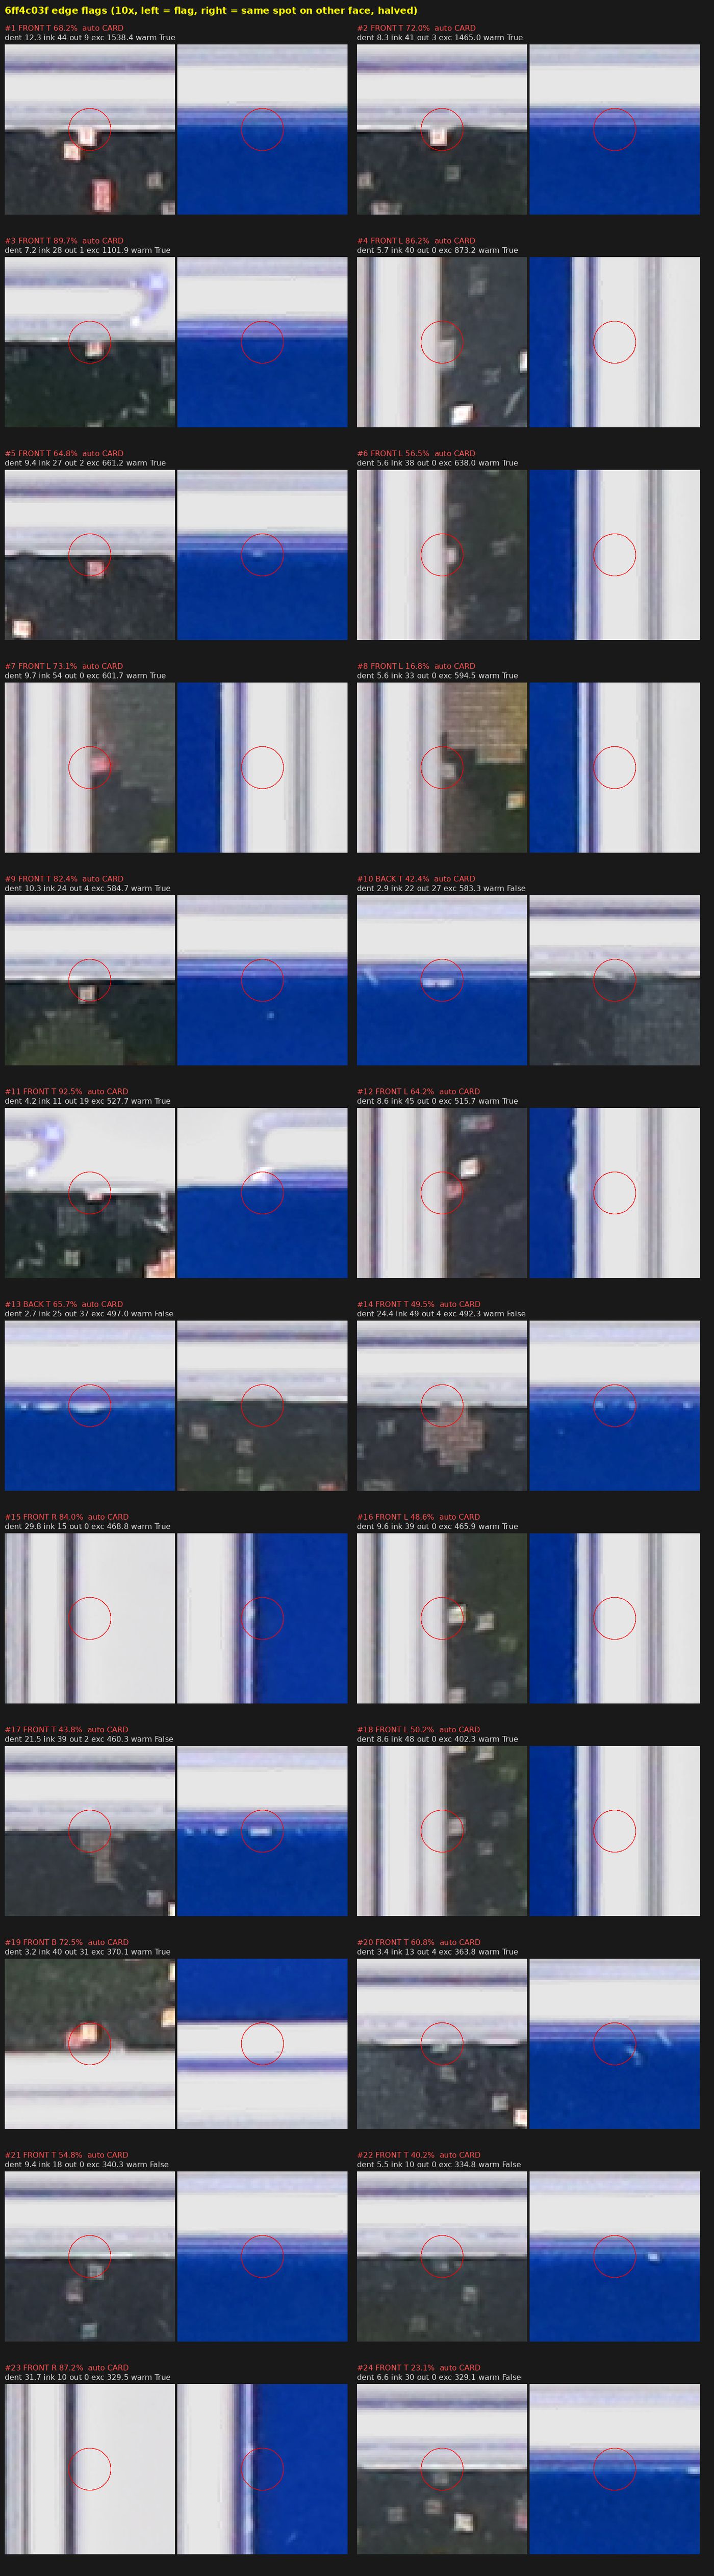 6ff4c03f edge flags (10x, left = flag, right = same spot on other face, halved)
#1 FRONT T 68.2%  auto CARD
dent 12.3 ink 44 out 9 exc 1538.4 warm True
#2 FRONT T 72.0%  auto CARD
dent 8.3 ink 41 out 3 exc 1465.0 warm True
#3 FRONT T 89.7%  auto CARD
dent 7.2 ink 28 out 1 exc 1101.9 warm True
#4 FRONT L 86.2%  auto CARD
dent 5.7 ink 40 out 0 exc 873.2 warm True
#5 FRONT T 64.8%  auto CARD
dent 9.4 ink 27 out 2 exc 661.2 warm True
#6 FRONT L 56.5%  auto CARD
dent 5.6 ink 38 out 0 exc 638.0 warm True
#7 FRONT L 73.1%  auto CARD
dent 9.7 ink 54 out 0 exc 601.7 warm True
#8 FRONT L 16.8%  auto CARD
dent 5.6 ink 33 out 0 exc 594.5 warm True
#9 FRONT T 82.4%  auto CARD
dent 10.3 ink 24 out 4 exc 584.7 warm True
#10 BACK T 42.4%  auto CARD
dent 2.9 ink 22 out 27 exc 583.3 warm False
#11 FRONT T 92.5%  auto CARD
dent 4.2 ink 11 out 19 exc 527.7 warm True
#12 FRONT L 64.2%  auto CARD
dent 8.6 ink 45 out 0 exc 515.7 warm True
#13 BACK T 65.7%  auto CARD
dent 2.7 ink 25 out 37 exc 497.0 warm False
#14 FRONT T 49.5%  auto CARD
dent 24.4 ink 49 out 4 exc 492.3 warm False
#15 FRONT R 84.0%  auto CARD
dent 29.8 ink 15 out 0 exc 468.8 warm True
#16 FRONT L 48.6%  auto CARD
dent 9.6 ink 39 out 0 exc 465.9 warm True
#17 FRONT T 43.8%  auto CARD
dent 21.5 ink 39 out 2 exc 460.3 warm False
#18 FRONT L 50.2%  auto CARD
dent 8.6 ink 48 out 0 exc 402.3 warm True
#19 FRONT B 72.5%  auto CARD
dent 3.2 ink 40 out 31 exc 370.1 warm True
#20 FRONT T 60.8%  auto CARD
dent 3.4 ink 13 out 4 exc 363.8 warm True
#21 FRONT T 54.8%  auto CARD
dent 9.4 ink 18 out 0 exc 340.3 warm False
#22 FRONT T 40.2%  auto CARD
dent 5.5 ink 10 out 0 exc 334.8 warm False
#23 FRONT R 87.2%  auto CARD
dent 31.7 ink 10 out 0 exc 329.5 warm True
#24 FRONT T 23.1%  auto CARD
dent 6.6 ink 30 out 0 exc 329.1 warm False